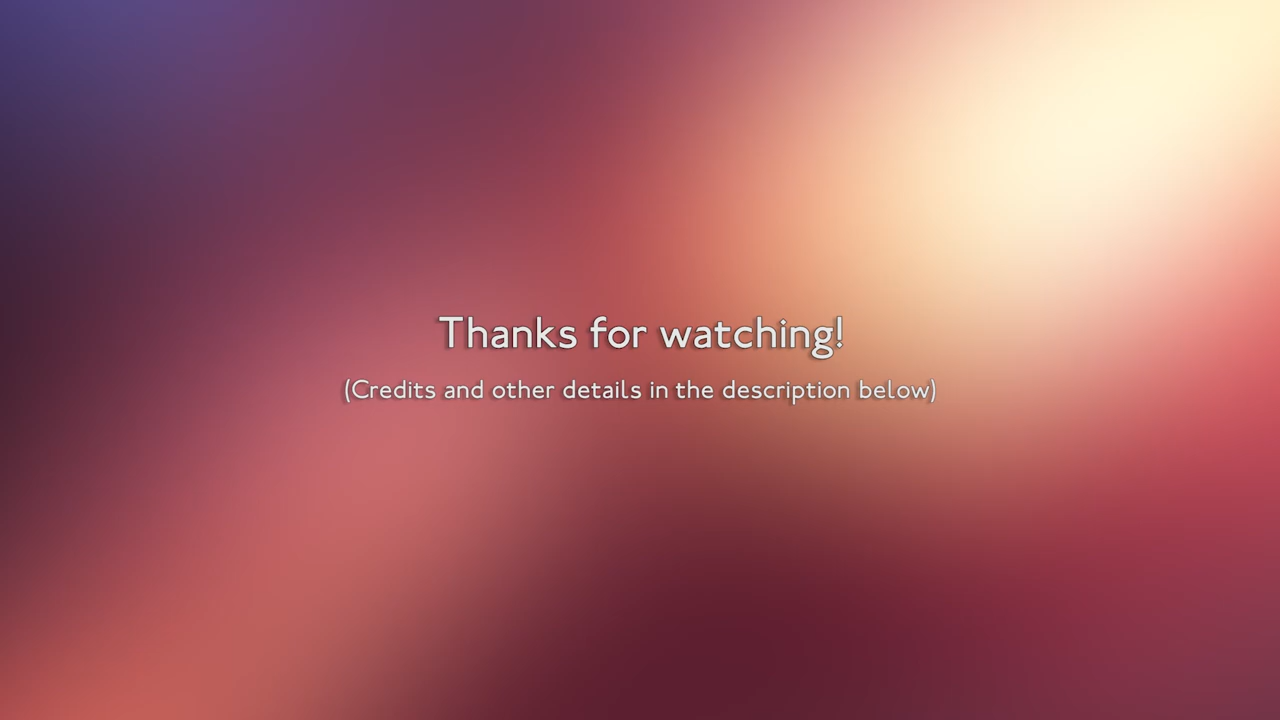 Thanks for watching!
(Credits and other details in the description below)